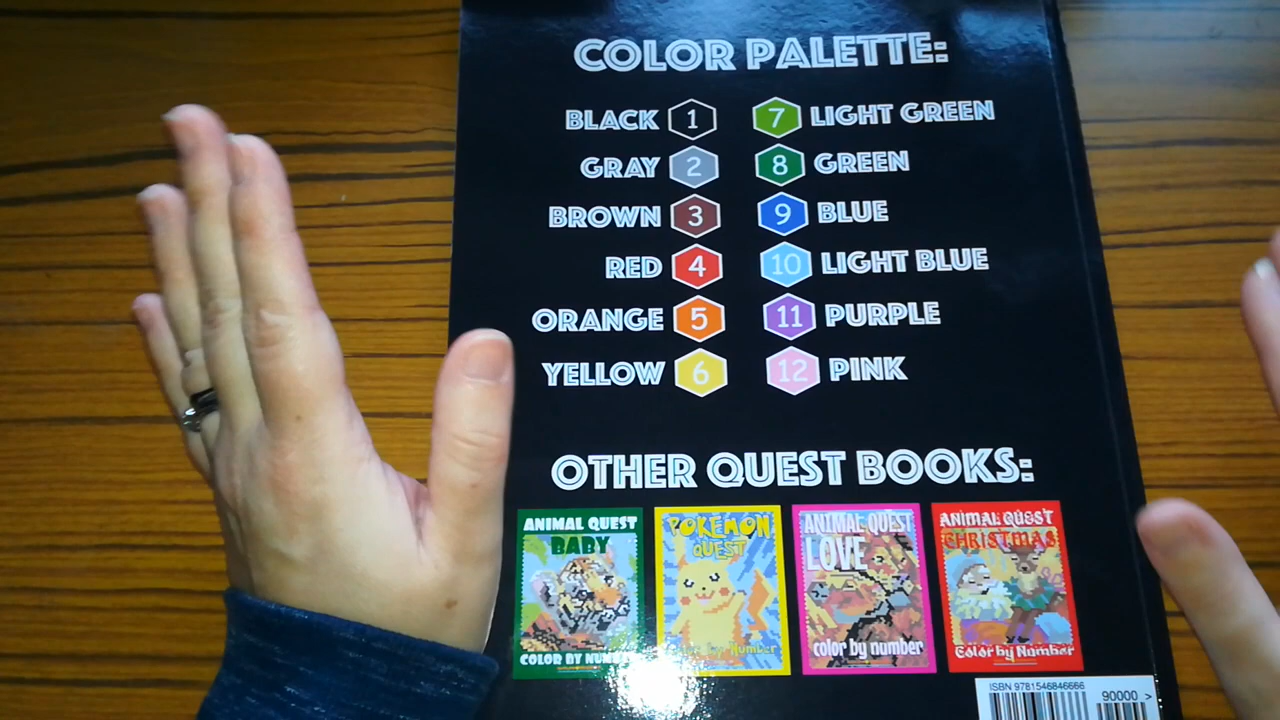 COLOR PALETTE:
BLACK 1 7 LIGHT GREEN
GRAY 2 8 GREEN
BROWN 3 9 BLUE
RED 4 10 LIGHT BLUE
ORANGE 5 11 PURPLE
YELLOW 6 12 PINK
OTHER QUEST BOOKS:
ANIMAL QUEST
BABY
COLOR BY NUMBER
POKEMON
QUEST
Color by Number
ANIMAL QUEST
LOVE
color by number
ANIMAL QUEST
CHRISTMAS
Color by Number
ISBN 9781546846666
90000 >